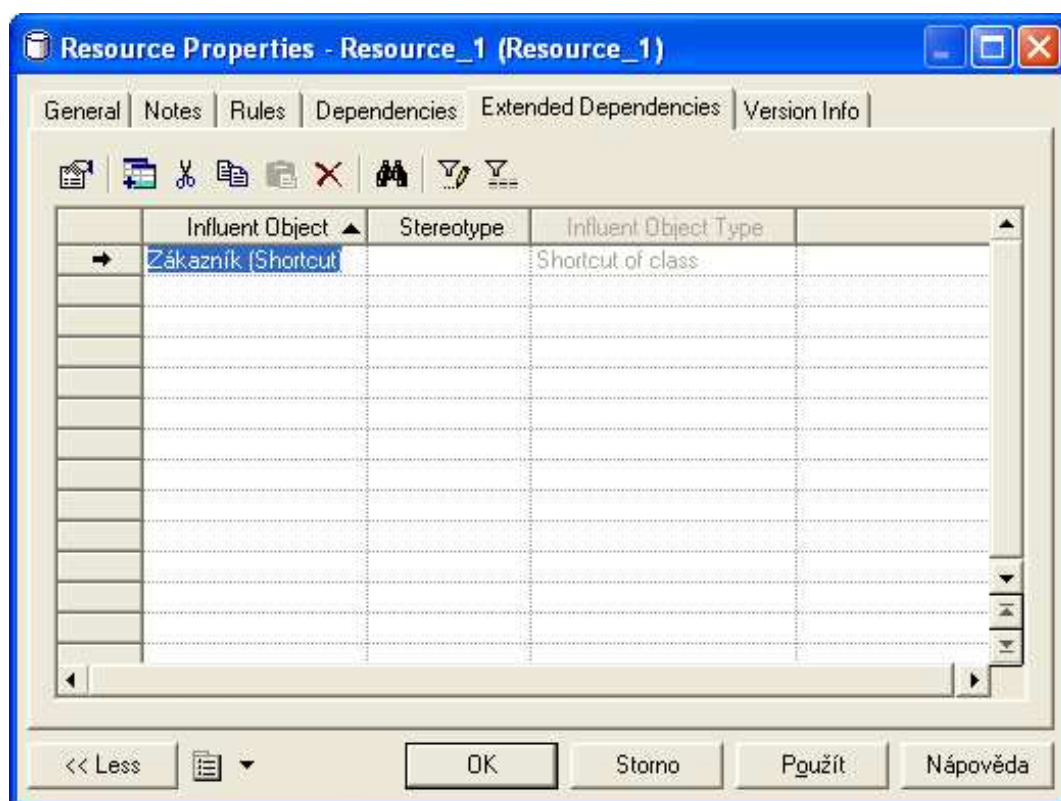 Resource Properties - Resource_1 (Resource_1)
General Notes Rules Dependencies Extended Dependencies Version Info
Influent Object Stereotype Influent Object Type
Zákazník (Shortcut) Shortcut of class
<< Less OK Storno Použít Nápověda